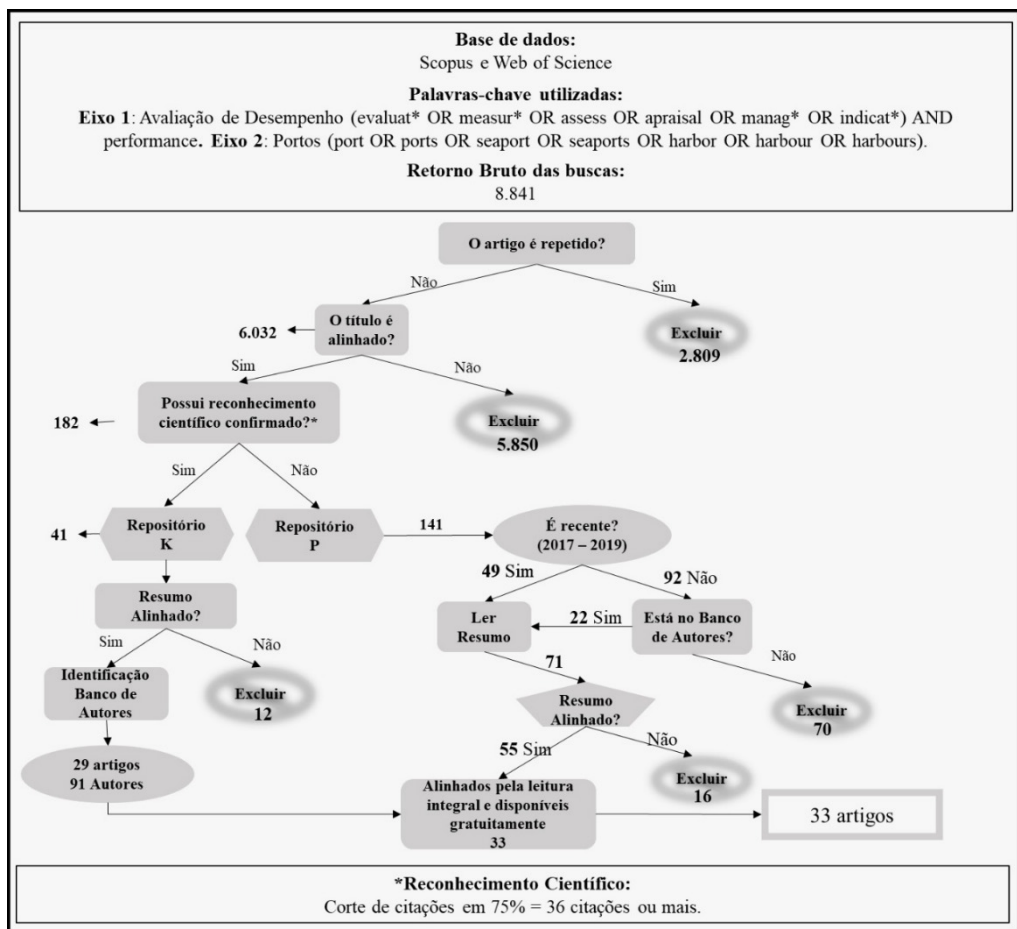 Base de dados:
Scopus e Web of Science
Palavras-chave utilizadas:
Eixo 1: Avaliação de Desempenho (evaluat* OR measur* OR assess OR apraisal OR manag* OR indicat*) AND
performance. Eixo 2: Portos (port OR ports OR seaport OR seaports OR harbor OR harbour OR harbours).
Retorno Bruto das buscas:
8.841
O artigo é repetido?
Não
Sim
Excluir
2.809
6.032
O título é
alinhado?
Sim
Não
Excluir
5.850
182
Possui reconhecimento
científico confirmado?*
Sim
Não
41
Repositório
K
Repositório
P
141
É recente?
(2017 – 2019)
49 Sim
92 Não
Resumo
Alinhado?
Ler
Resumo
22 Sim
Está no Banco
de Autores?
Sim
Não
71
Não
Identificação
Banco de
Autores
Excluir
12
Resumo
Alinhado?
Excluir
70
55 Sim
Não
Excluir
16
29 artigos
91 Autores
Alinhados pela leitura
integral e disponíveis
gratuitamente
33
33 artigos
*Reconhecimento Científico:
Corte de citações em 75% = 36 citações ou mais.